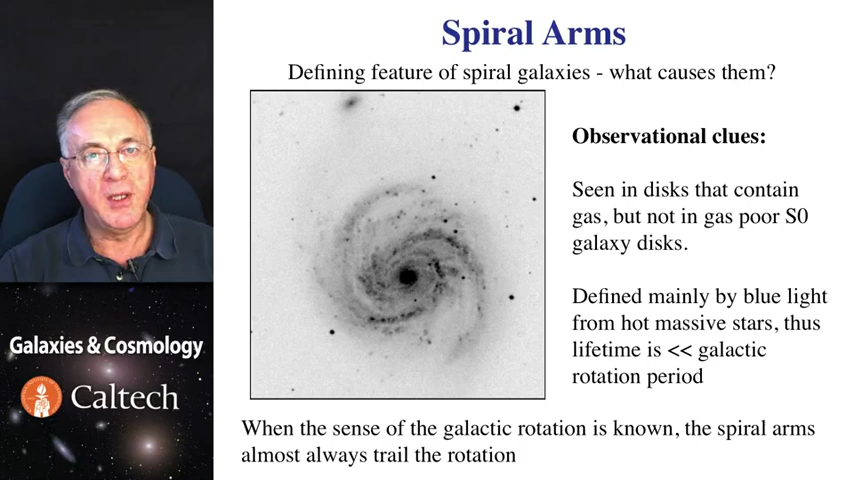 Spiral Arms
Defining feature of spiral galaxies - what causes them?
Observational clues:
Seen in disks that contain
gas, but not in gas poor S0
galaxy disks.
Defined mainly by blue light
from hot massive stars, thus
lifetime is << galactic
rotation period
When the sense of the galactic rotation is known, the spiral arms
almost always trail the rotation
Galaxies & Cosmology
Caltech